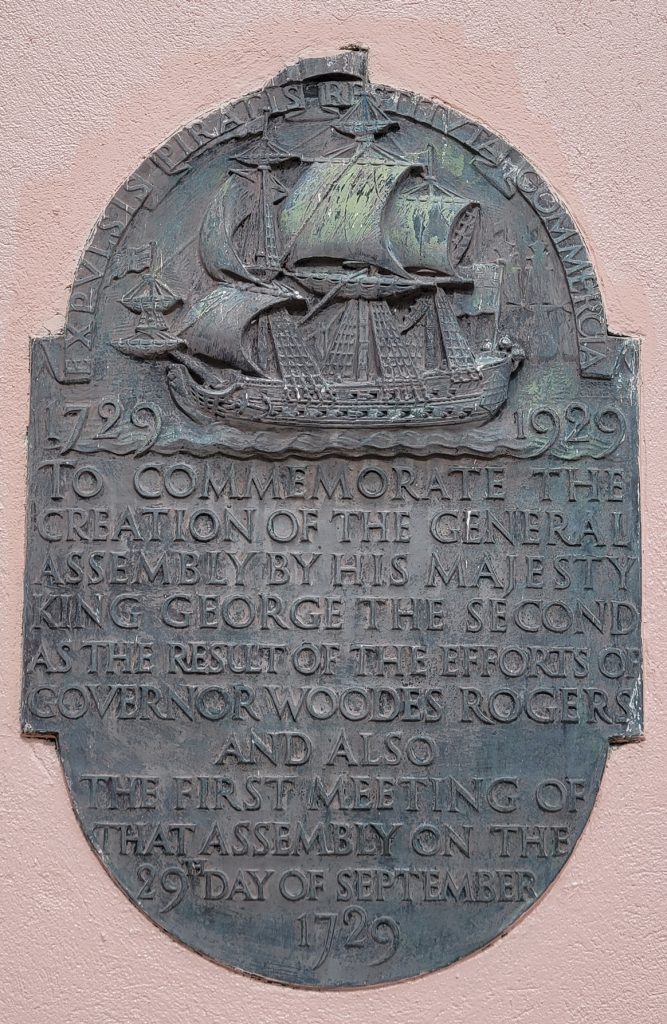 EXPVLSIS PIRATIS RESTITVTA COMMERCIA
1729 1929
TO COMMEMORATE THE
CREATION OF THE GENERAL
ASSEMBLY BY HIS MAJESTY
KING GEORGE THE SECOND
AS THE RESULT OF THE EFFORTS OF
GOVERNOR WOODES ROGERS
AND ALSO
THE FIRST MEETING OF
THAT ASSEMBLY ON THE
29TH DAY OF SEPTEMBER
1729